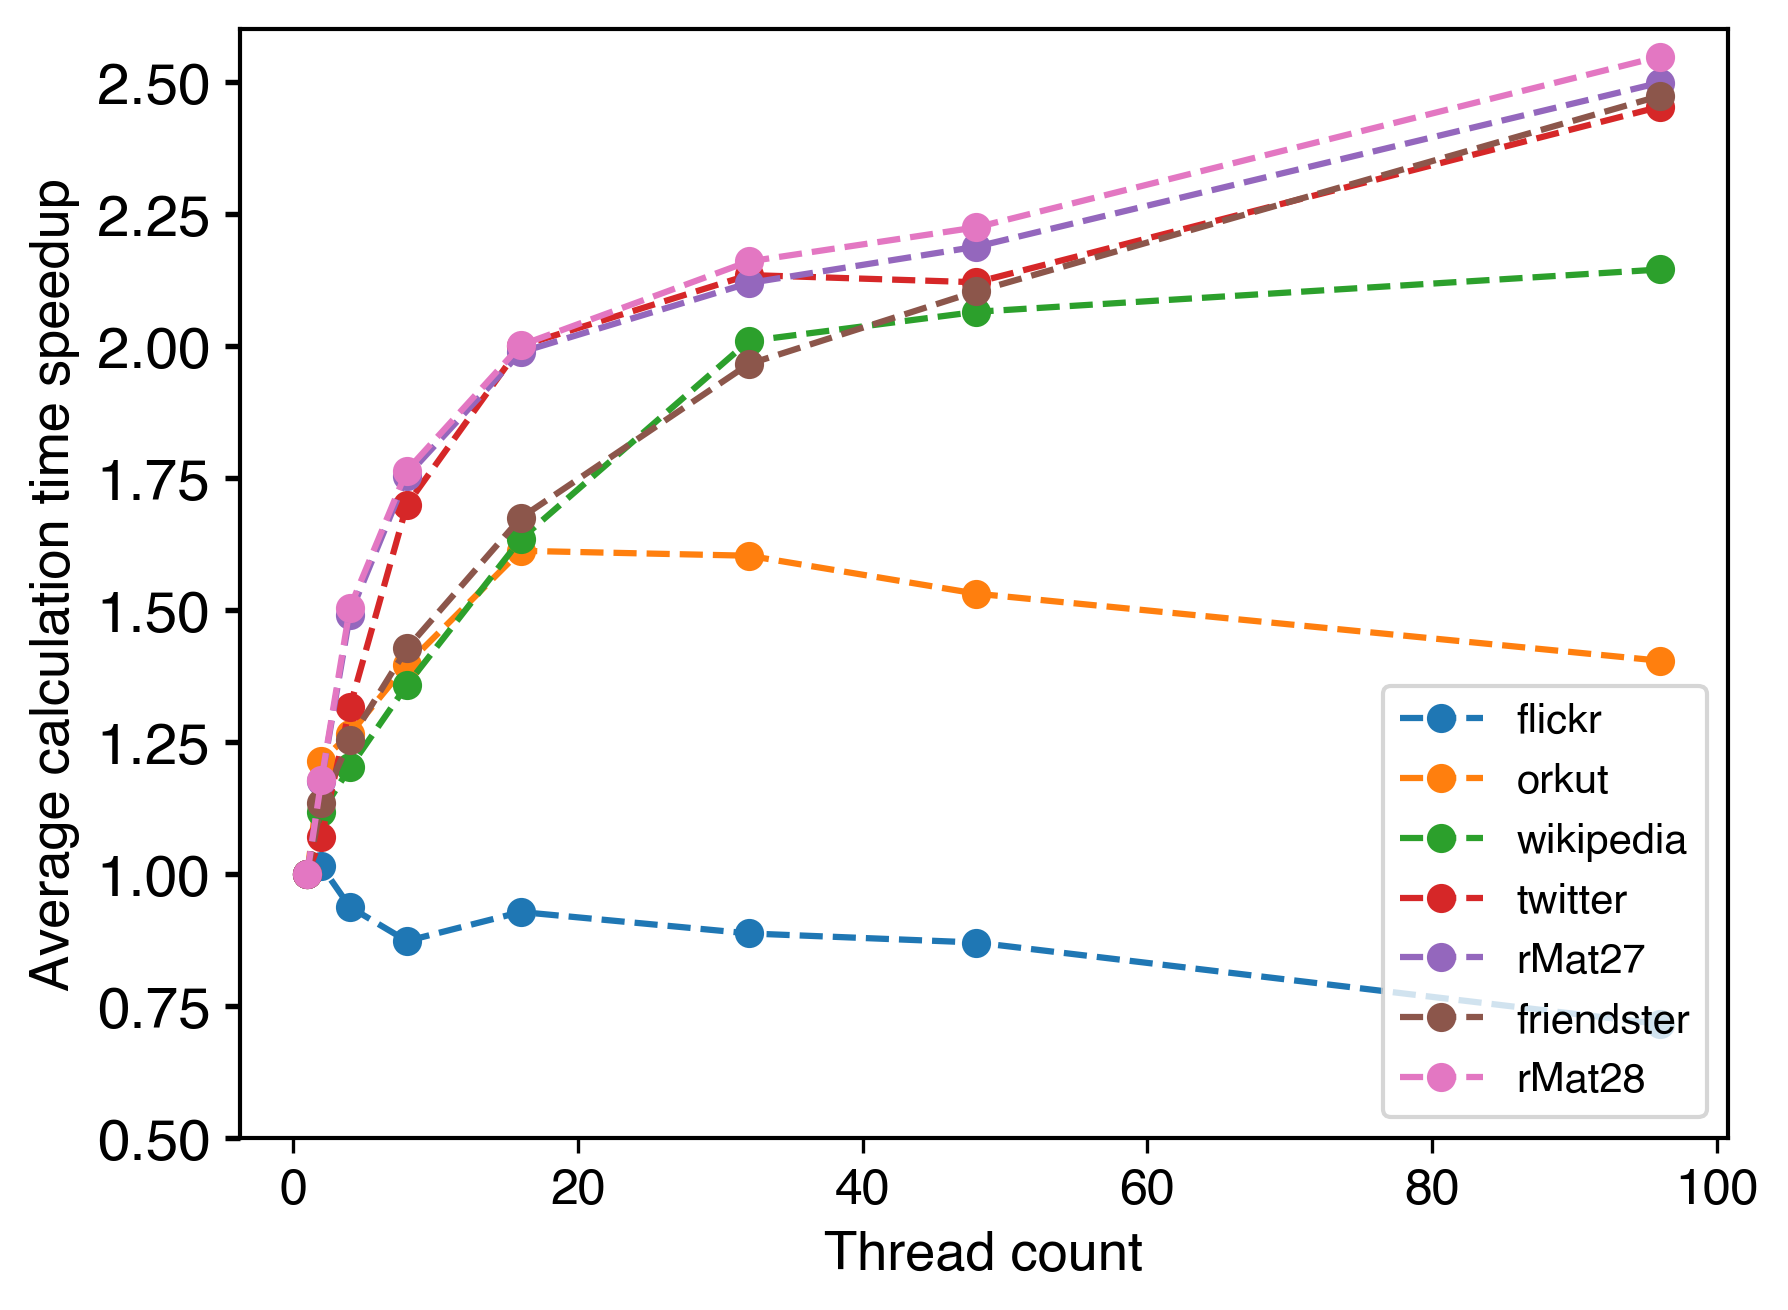 Average calculation time speedup
2.50
2.25
2.00
1.75
1.50
1.25
1.00
0.75
0.50
flickr
orkut
wikipedia
twitter
rMat27
friendster
rMat28
0 20 40 60 80 100
Thread count